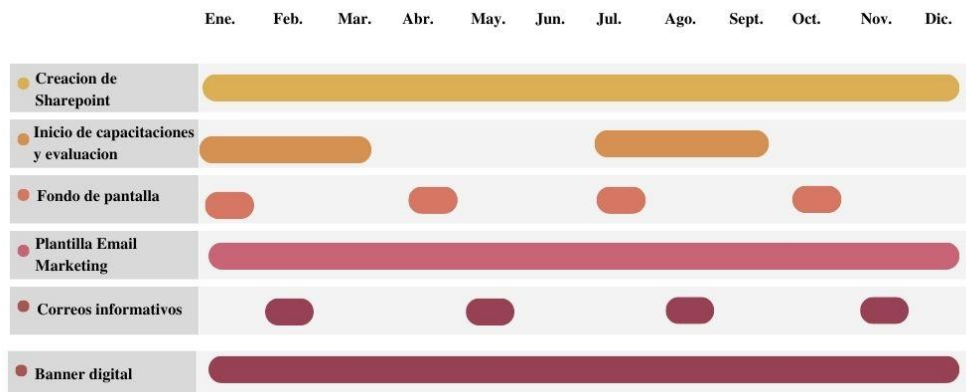 Ene. Feb. Mar. Abr. May. Jun. Jul. Ago. Sept. Oct. Nov. Dic.
Creacion de
Sharepoint
Inicio de capacitaciones
y evaluacion
Fondo de pantalla
Plantilla Email
Marketing
Correos informativos
Banner digital